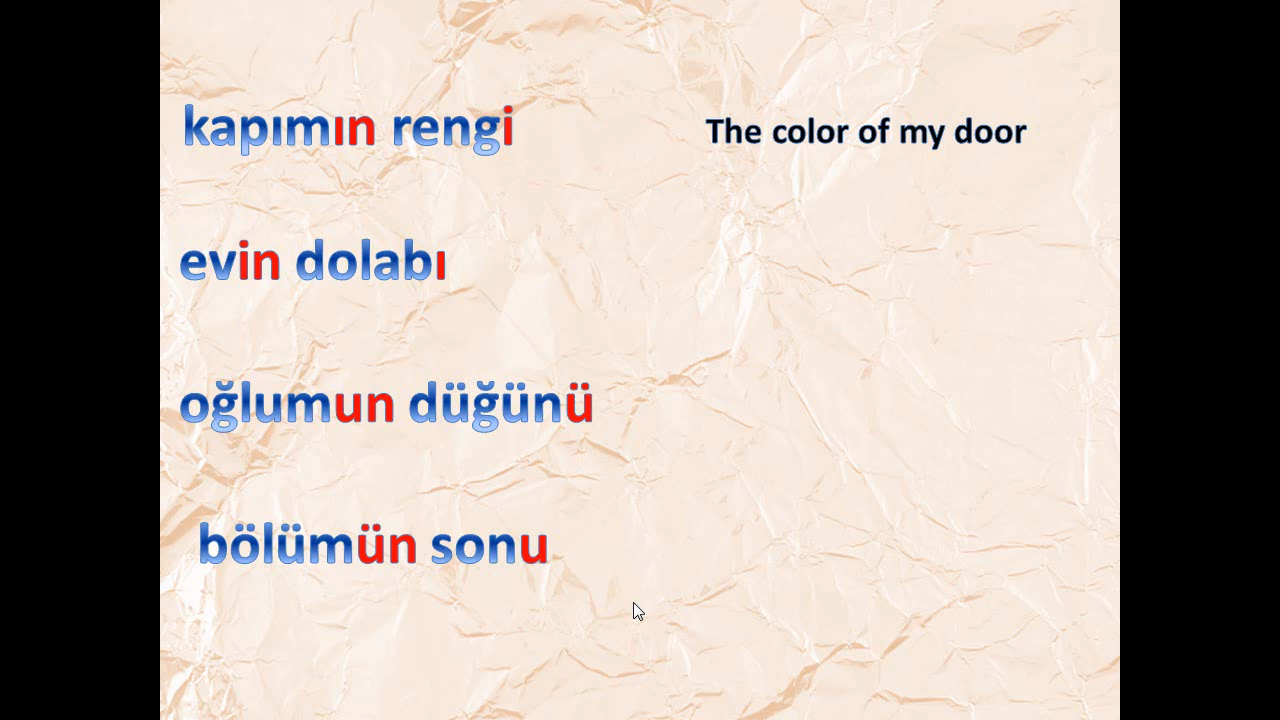 kapımın rengi
The color of my door
evin dolabı
oğlumun düğünü
bölümün sonu